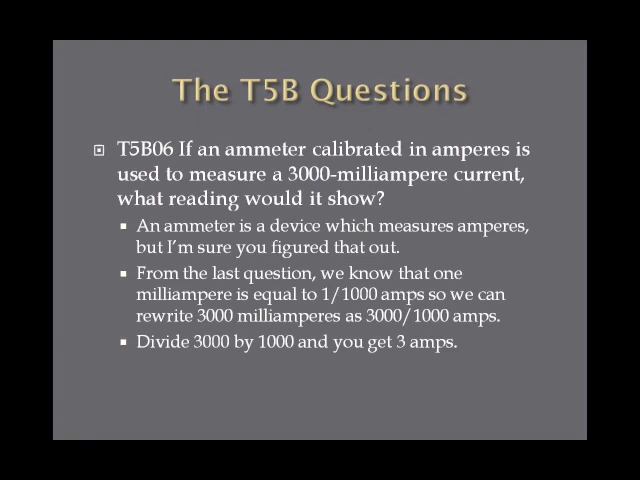 The T5B Questions
T5B06 If an ammeter calibrated in amperes is
used to measure a 3000-milliampere current,
what reading would it show?
An ammeter is a device which measures amperes,
but I'm sure you figured that out.
From the last question, we know that one
milliampere is equal to 1/1000 amps so we can
rewrite 3000 milliamperes as 3000/1000 amps.
Divide 3000 by 1000 and you get 3 amps.